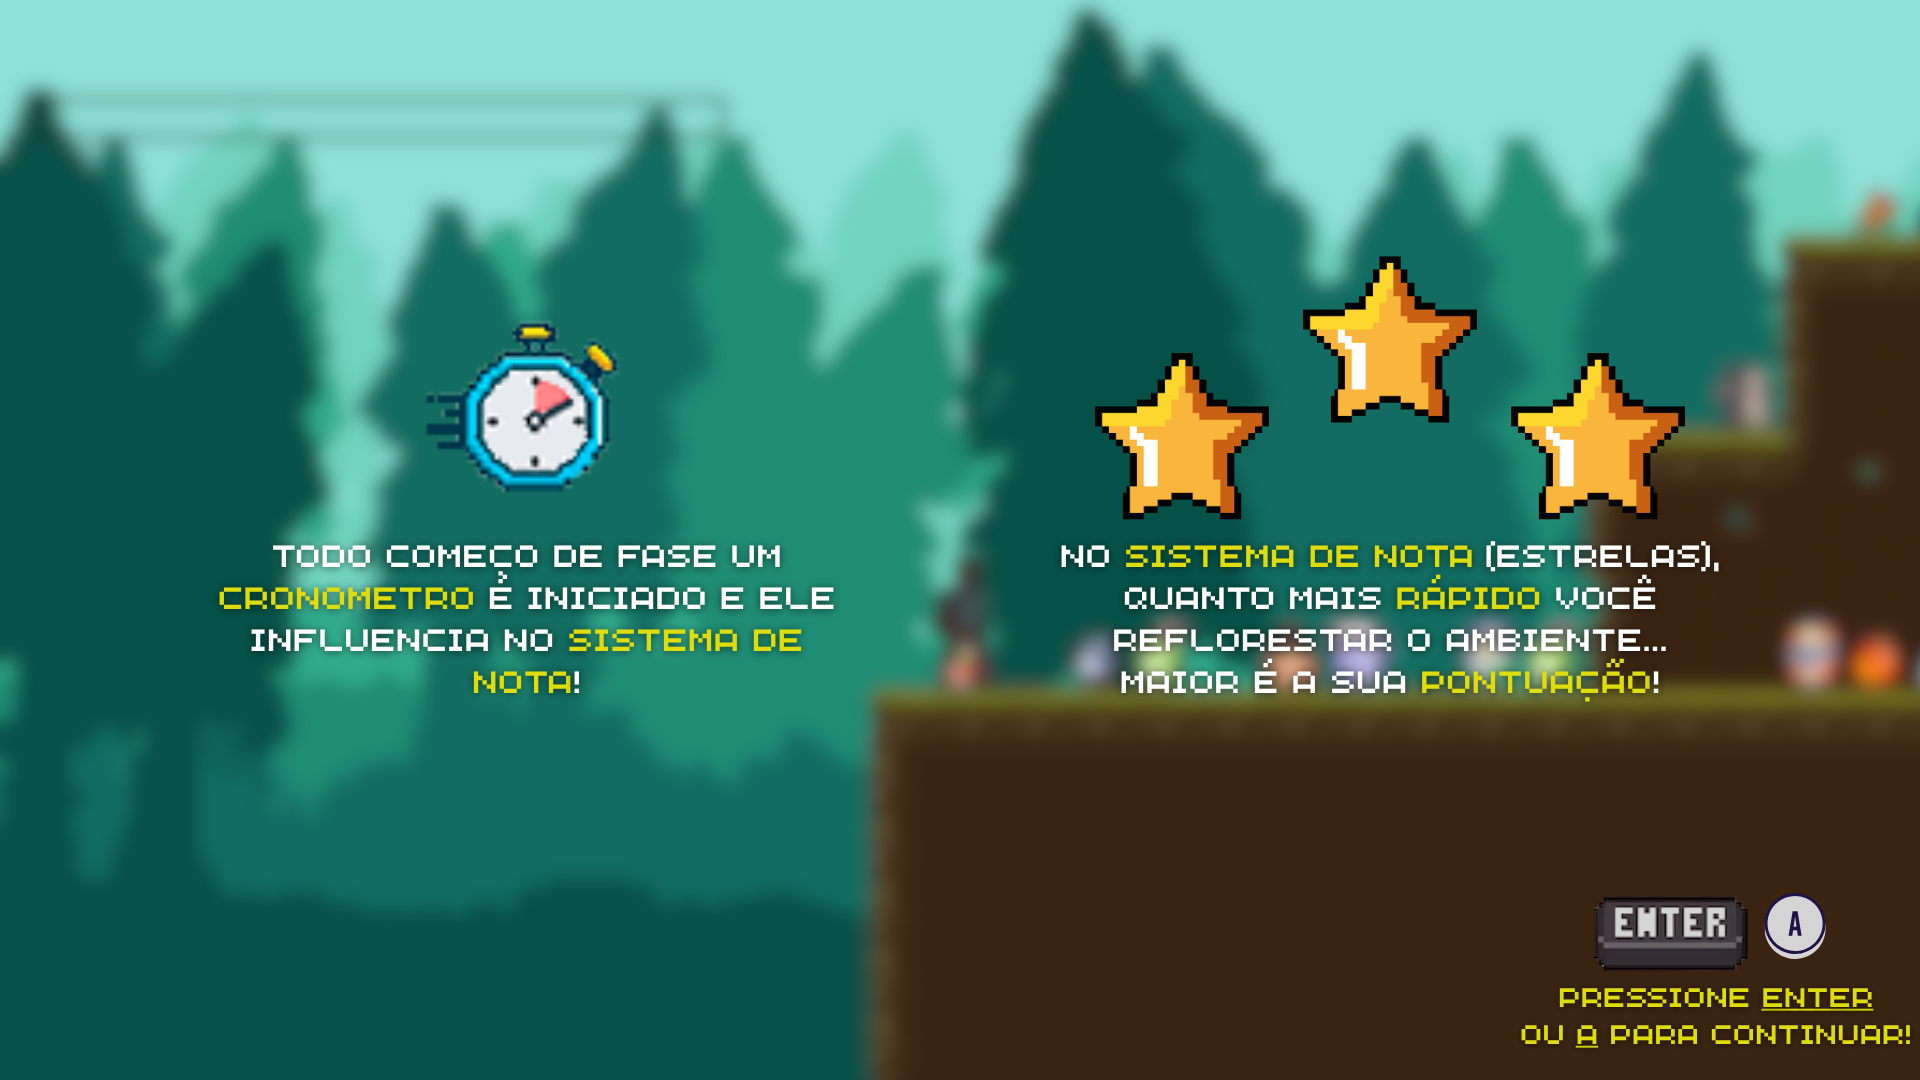 TODO COMEÇO DE FASE UM
CRONOMETRO È INICIADO E ELE
INFLUENCIA NO SISTEMA DE
NOTA!
NO SISTEMA DE NOTA (ESTRELAS),
QUANTO MAIS RÁPIDO VOCÊ
REFLORESTAR O AMBIENTE...
MAIOR É A SUA PONTUAÇÃO!
ENTER A
PRESSIONE ENTER
OU A PARA CONTINUAR!